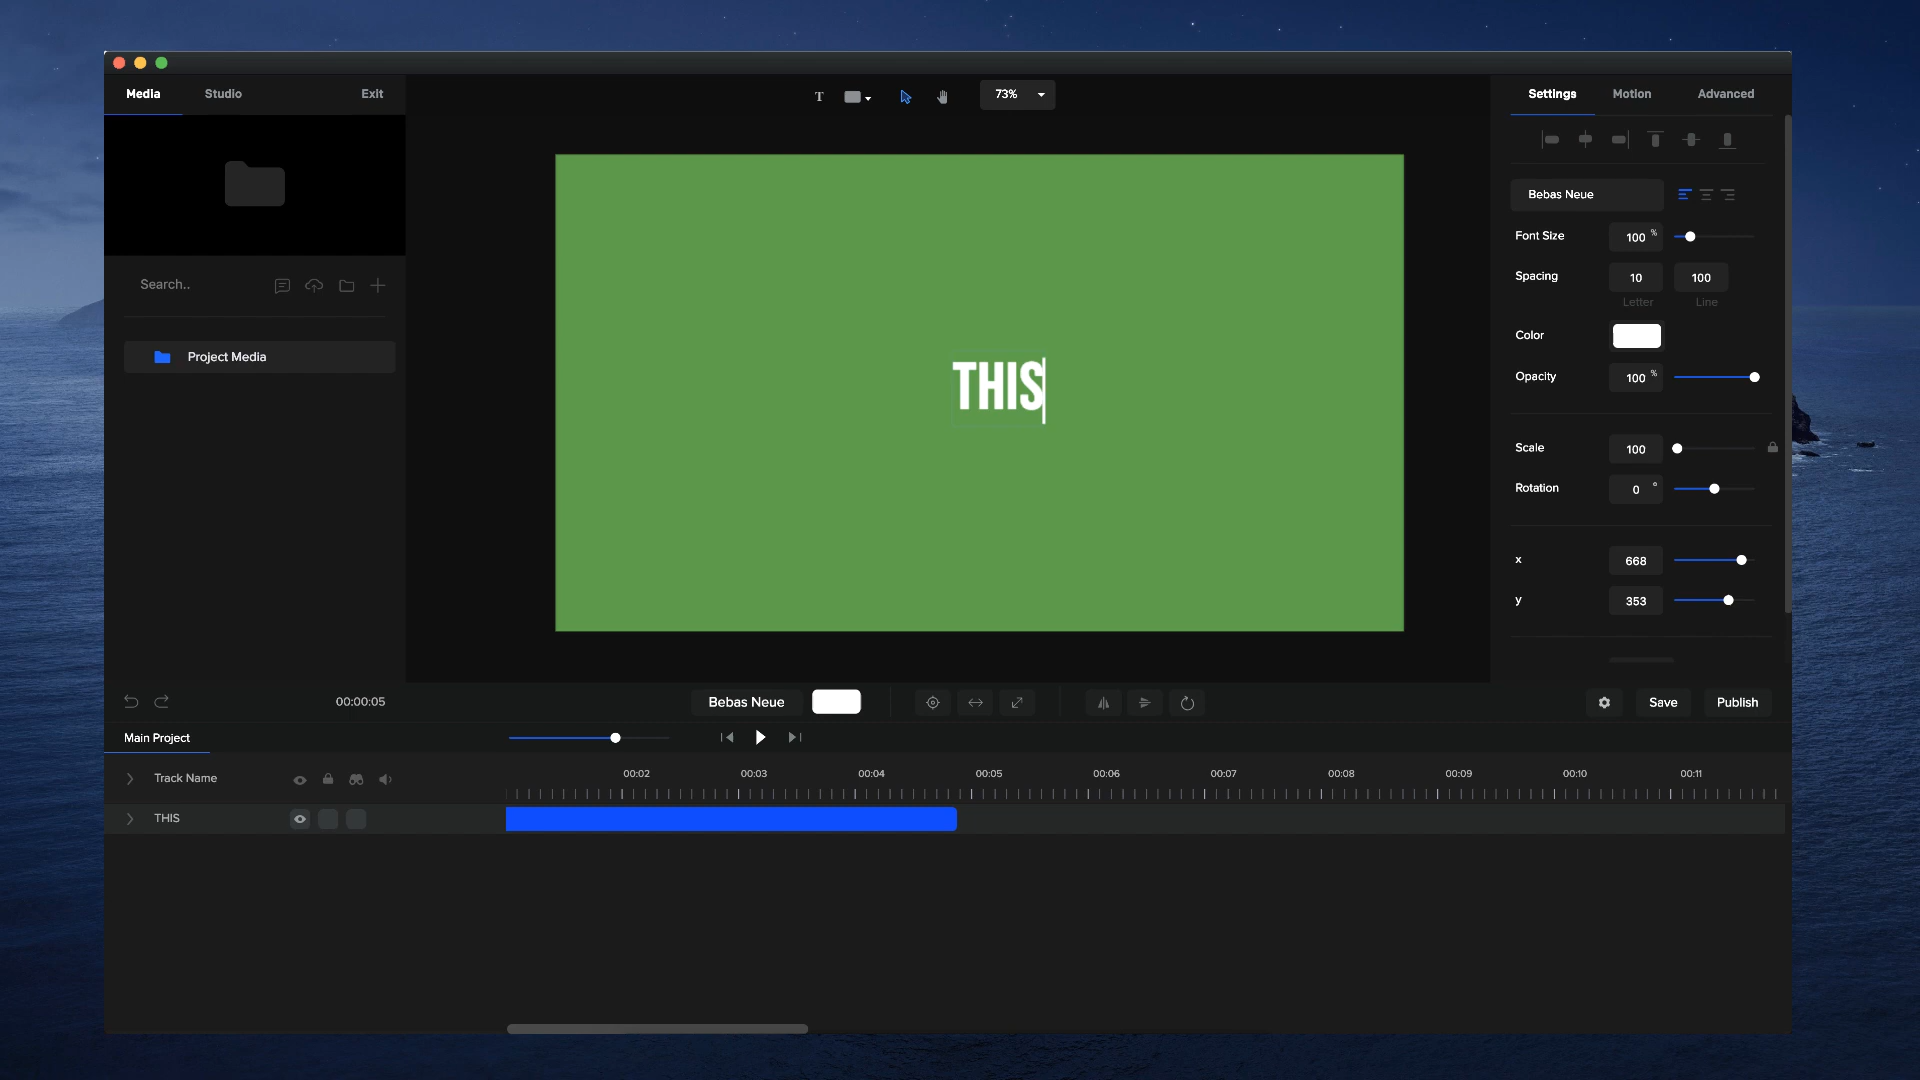 Media
Studio
Exit
T
73%
Settings
Motion
Advanced
Search..
Project Media
THIS
Bebas Neue
Font Size
100 %
Spacing
10
100
Letter
Line
Color
Opacity
100 %
Scale
100
Rotation
0 °
x
668
y
353
00:00:05
Bebas Neue
Save
Publish
Main Project
Track Name
00:02
00:03
00:04
00:05
00:06
00:07
00:08
00:09
00:10
00:11
THIS